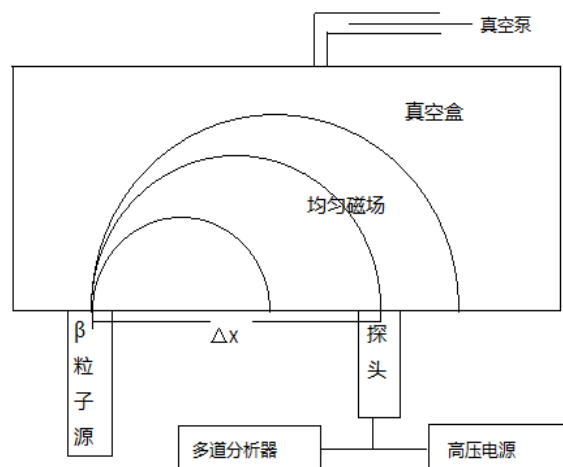 真空泵
真空盒
均匀磁场
△x
β
粒
子
源
探
头
多道分析器
高压电源